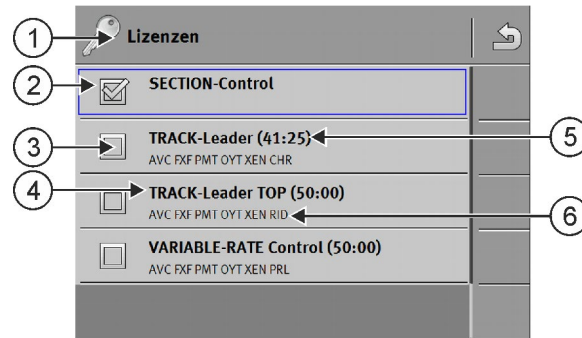 1
Lizenzen
2
SECTION-Control
3
TRACK-Leader (41:25)
5
AVC FXF PMT OYT XEN CHR
4
TRACK-Leader TOP (50:00)
AVC FXF PMT OYT XEN RID
6
VARIABLE-RATE Control (50:00)
AVC FXF PMT OYT XEN PRL